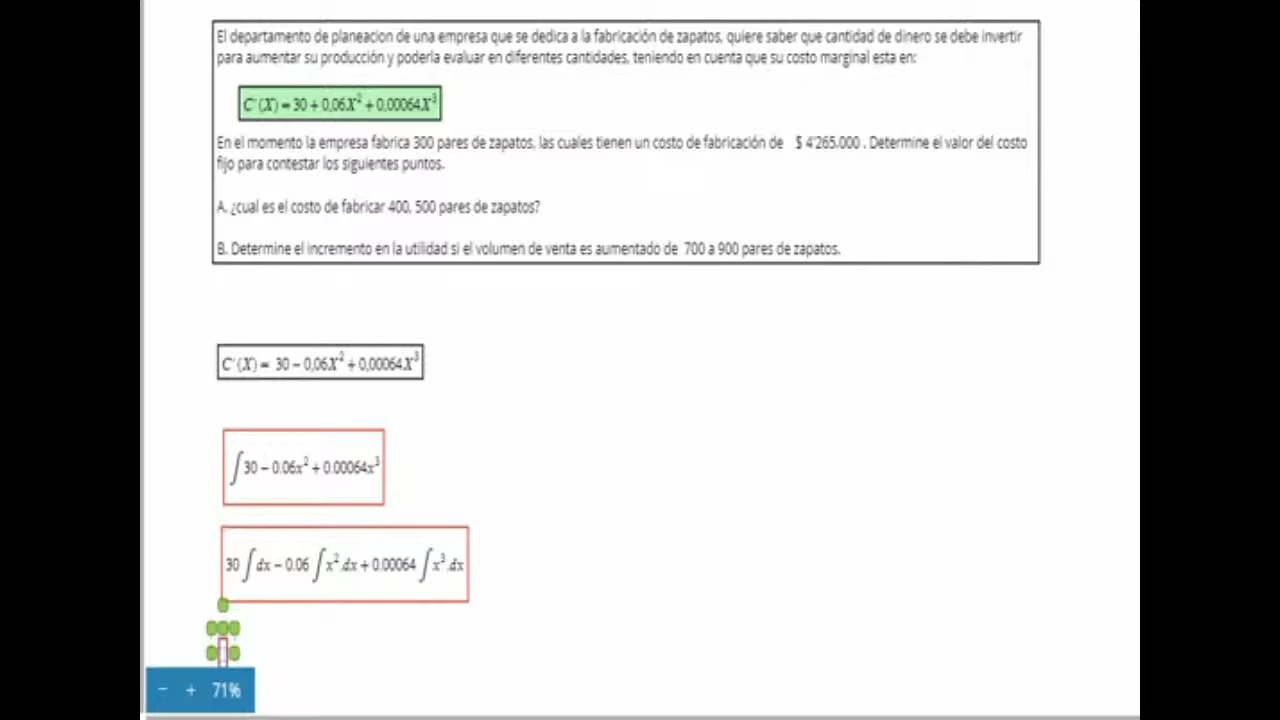 El departamento de planeacion de una empresa que se dedica a la fabricación de zapatos, quiere saber que cantidad de dinero se debe invertir
para aumentar su producción y poderla evaluar en diferentes cantidades, teniendo en cuenta que su costo marginal esta en:
C'(X) = 30 + 0,06X² + 0,00064X³
En el momento la empresa fabrica 300 pares de zapatos, las cuales tienen un costo de fabricación de $ 4'265.000 . Determine el valor del costo
fijo para contestar los siguientes puntos.
A. ¿cual es el costo de fabricar 400, 500 pares de zapatos?
B. Determine el incremento en la utilidad si el volumen de venta es aumentado de 700 a 900 pares de zapatos.
C'(X) = 30 − 0,06X² + 0,00064X³
∫30 − 0.06x² + 0.00064x³
30 ∫dx − 0.06 ∫x².dx + 0.00064 ∫x³.dx
− + 71%